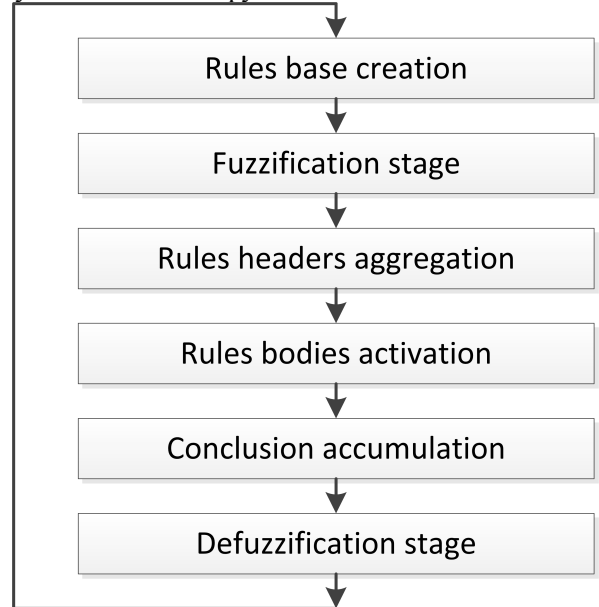 Rules base creation
Fuzzification stage
Rules headers aggregation
Rules bodies activation
Conclusion accumulation
Defuzzification stage